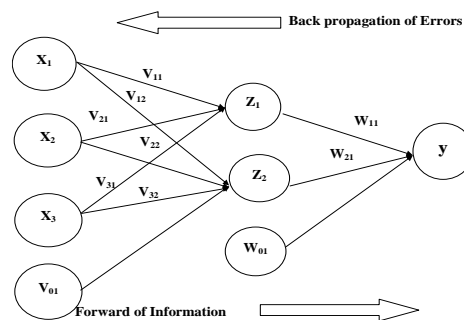 Back propagation of Errors
X1
V11
V12
Z1
V21
W11
X2
V22
y
W21
V31
Z2
X3
V32
W01
V01
Forward of Information